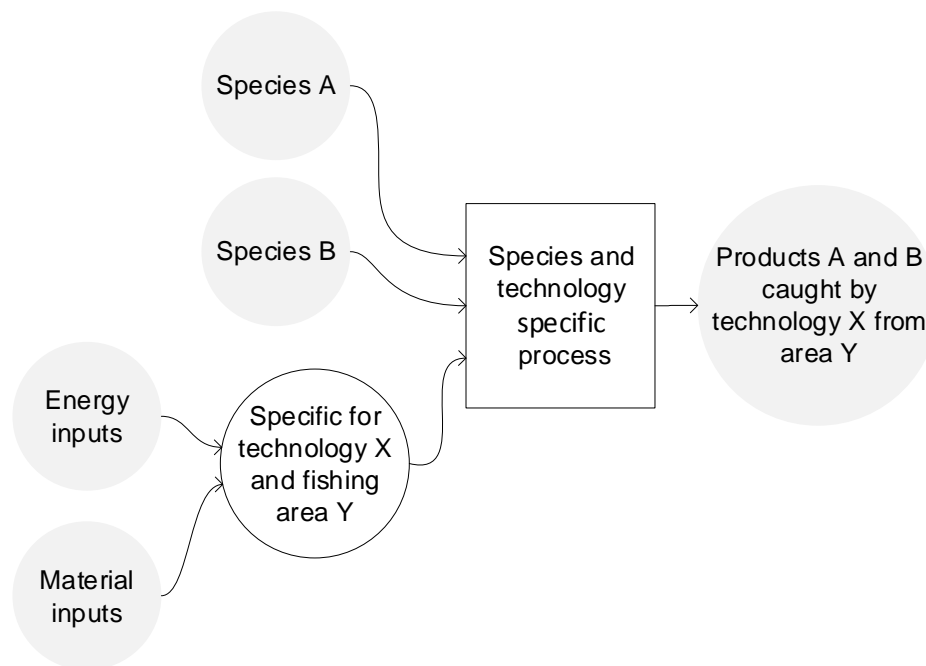 Species A
Species B
Species and
technology
specific
process
Products A and B
caught by
technology X from
area Y
Energy
inputs
Specific for
technology X
and fishing
area Y
Material
inputs